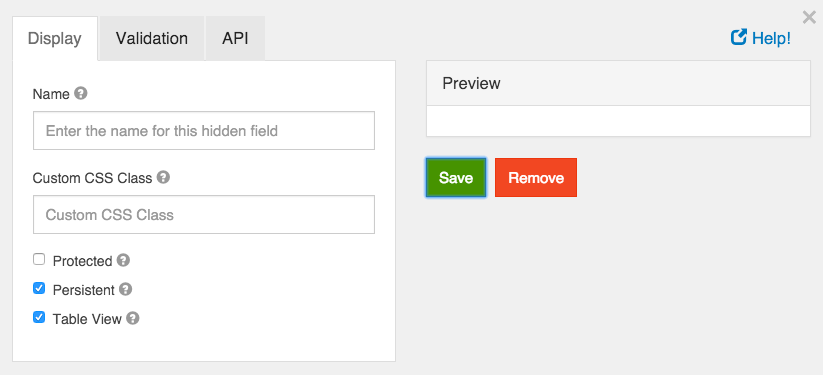 Display
Validation
API
Help!
Name
Enter the name for this hidden field
Custom CSS Class
Custom CSS Class
Protected
Persistent
Table View
Preview
Save
Remove